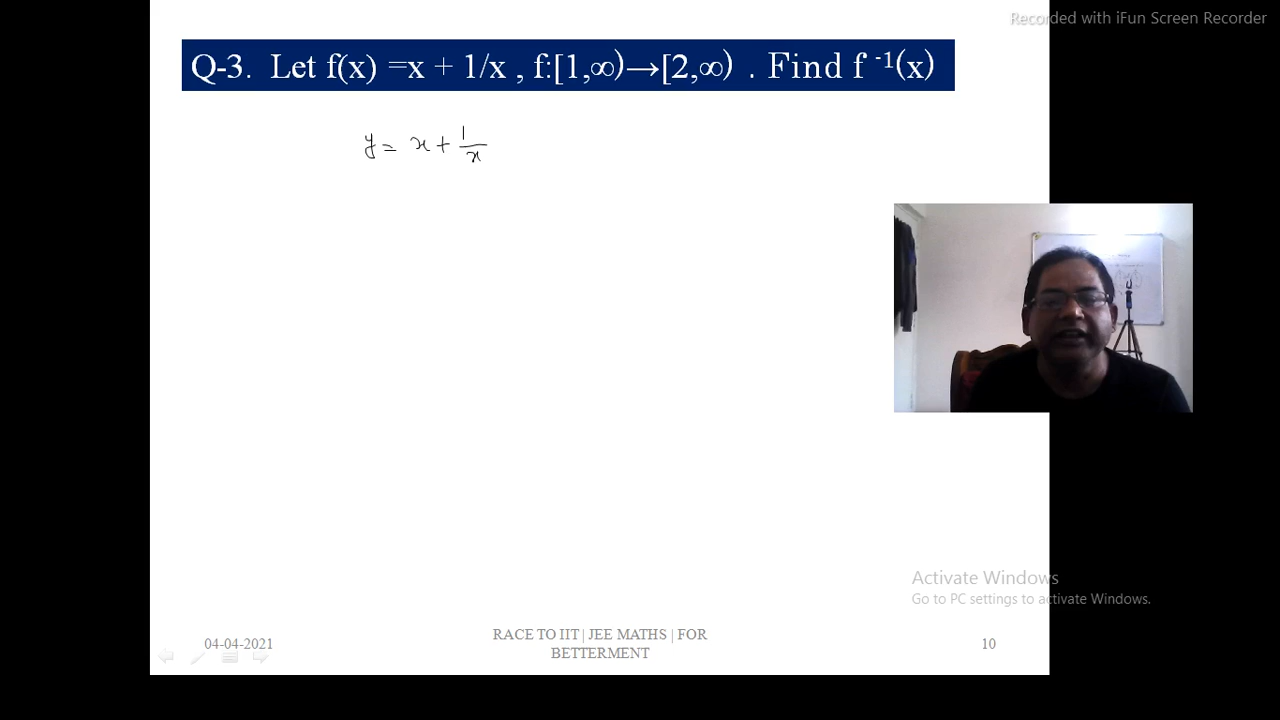 Recorded with iFun Screen Recorder
Q-3. Let f(x) =x + 1/x , f:[1,∞)→[2,∞) . Find f ⁻¹(x)
y = x + 1/x
Activate Windows
Go to PC settings to activate Windows.
04-04-2021
RACE TO IIT | JEE MATHS | FOR
BETTERMENT
10